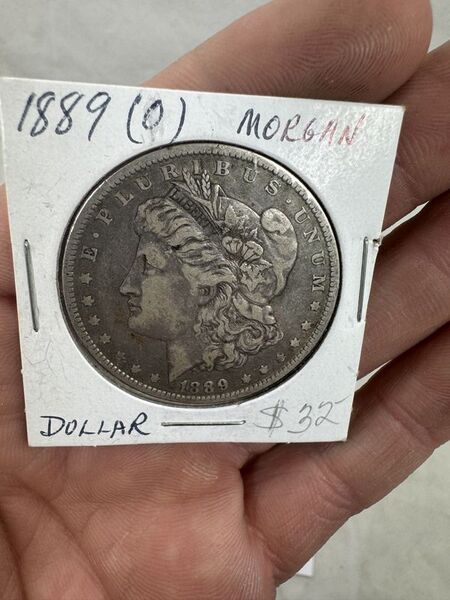 1889 (O) MORGAN
E·PLURIBUS·UNUM
LIBERTY
1889
DOLLAR $32